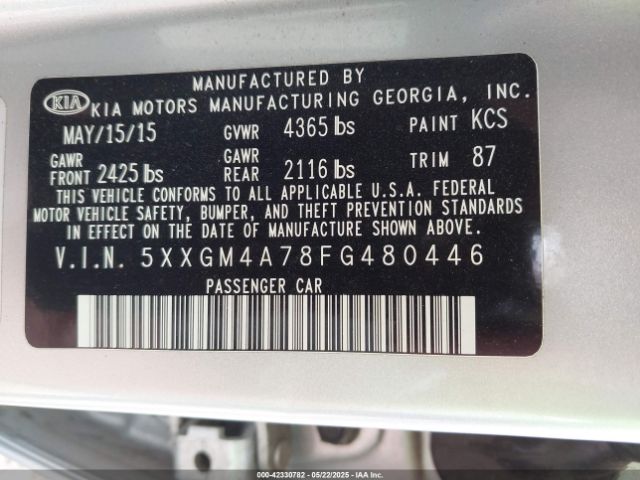 MANUFACTURED BY
KIA KIA MOTORS MANUFACTURING GEORGIA, INC.
MAY/15/15 GVWR 4365 lbs PAINT KCS
GAWR FRONT 2425 lbs GAWR REAR 2116 lbs TRIM 87
THIS VEHICLE CONFORMS TO ALL APPLICABLE U.S.A. FEDERAL
MOTOR VEHICLE SAFETY, BUMPER, AND THEFT PREVENTION STANDARDS
IN EFFECT ON THE DATE OF MANUFACTURE SHOWN ABOVE.
V.I.N. 5XXGM4A78FG480446
PASSENGER CAR
000-42330782 - 05/22/2025 - IAA Inc.